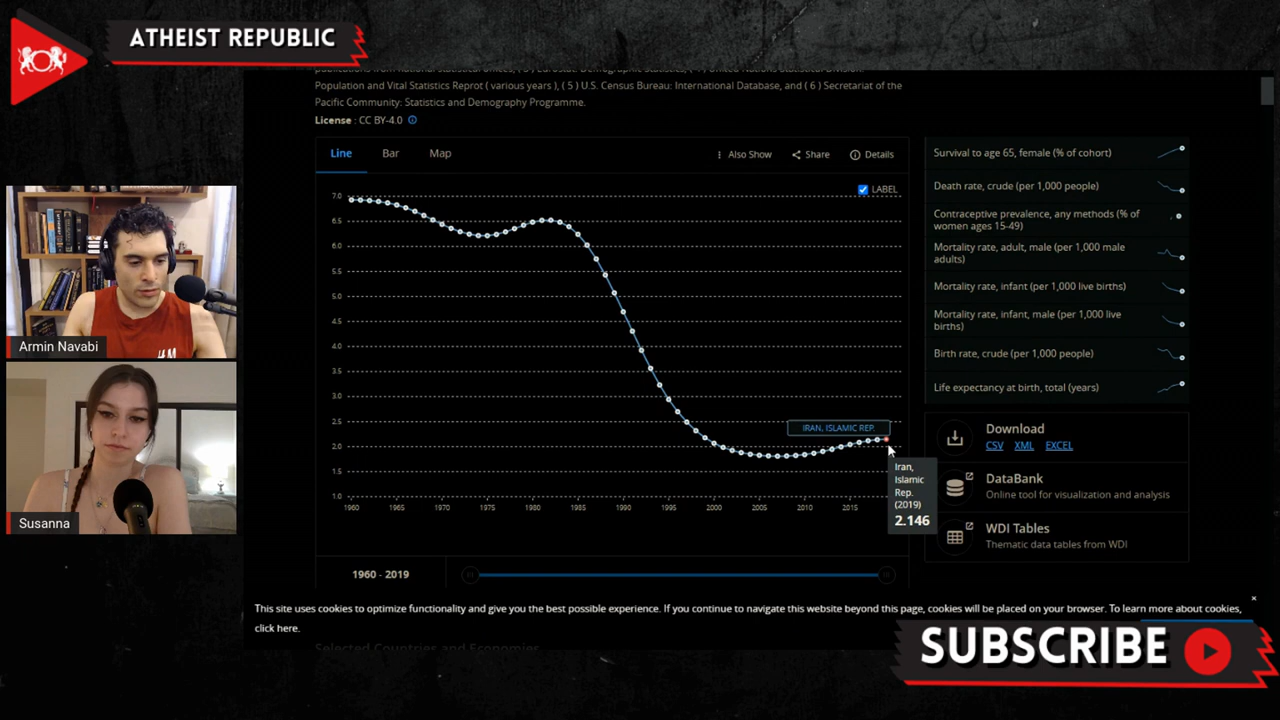 ATHEIST REPUBLIC
Population and Vital Statistics Reprot ( various years ), ( 5 ) U.S. Census Bureau: International Database, and ( 6 ) Secretariat of the
Pacific Community: Statistics and Demography Programme.
License : CC BY-4.0
Line
Bar
Map
Also Show
Share
Details
LABEL
7.0
6.5
6.0
5.5
5.0
4.5
4.0
3.5
3.0
2.5
2.0
1.5
1.0
1960
1965
1970
1975
1980
1985
1990
1995
2000
2005
2010
2015
IRAN, ISLAMIC REP.
Iran,
Islamic
Rep.
(2019)
2.146
1960 - 2019
Survival to age 65, female (% of cohort)
Death rate, crude (per 1,000 people)
Contraceptive prevalence, any methods (% of
women ages 15-49)
Mortality rate, adult, male (per 1,000 male
adults)
Mortality rate, infant (per 1,000 live births)
Mortality rate, infant, male (per 1,000 live
births)
Birth rate, crude (per 1,000 people)
Life expectancy at birth, total (years)
Download
CSV XML EXCEL
DataBank
Online tool for visualization and analysis
WDI Tables
Thematic data tables from WDI
Armin Navabi
Susanna
This site uses cookies to optimize functionality and give you the best possible experience. If you continue to navigate this website beyond this page, cookies will be placed on your browser. To learn more about cookies,
click here.
Selected Countries and Economies
SUBSCRIBE